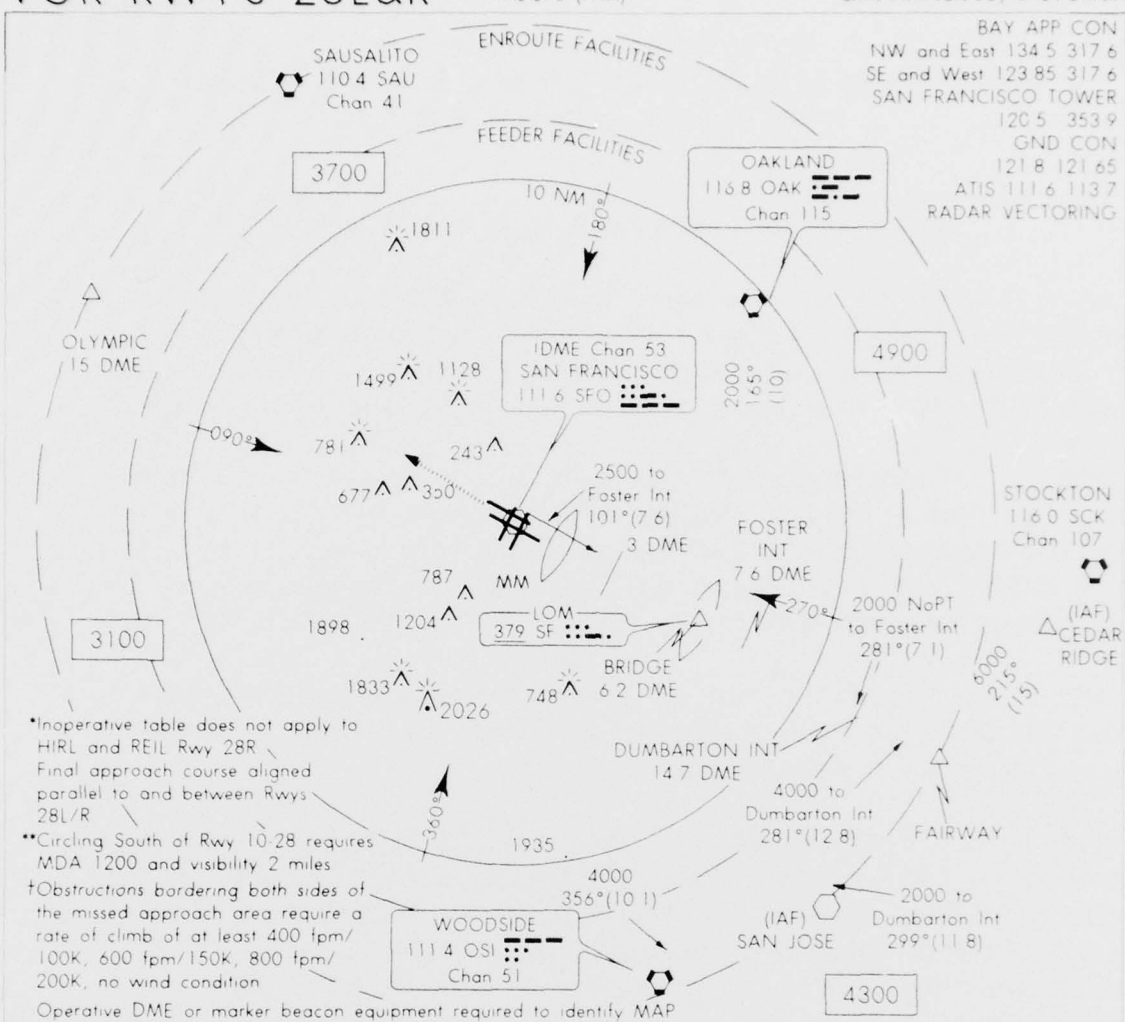 VOR RWYS 28L&R
BAY APP CON
NW and East 134 5 317 6
SE and West 123 85 317 6
SAN FRANCISCO TOWER
120 5 353 9
GND CON
121 8 121 65
ATIS 111 6 113 7
RADAR VECTORING
SAUSALITO
110 4 SAU
Chan 41
ENROUTE FACILITIES
FEEDER FACILITIES
3700
10 NM
180°
OAKLAND
116 8 OAK
Chan 115
1811
OLYMPIC
15 DME
4900
IDME Chan 53
SAN FRANCISCO
111 6 SFO
2000
165°
(10)
1499
1128
090°
781
243
677
350
2500 to
Foster Int
101°(7 6)
3 DME
FOSTER
INT
7 6 DME
STOCKTON
116 0 SCK
Chan 107
787
MM
LOM
379 SF
270°
2000 NoPT
to Foster Int
281°(7 1)
(IAF)
CEDAR
RIDGE
3100
1898
1204
BRIDGE
6 2 DME
6000
215°
(15)
1833
2026
748
*Inoperative table does not apply to
HIRL and REIL Rwy 28R
Final approach course aligned
parallel to and between Rwys
28L/R
DUMBARTON INT
14 7 DME
4000 to
Dumbarton Int
281°(12 8)
FAIRWAY
360°
1935
**Circling South of Rwy 10-28 requires
MDA 1200 and visibility 2 miles
†Obstructions bordering both sides of
the missed approach area require a
rate of climb of at least 400 fpm/
100K, 600 fpm/150K, 800 fpm/
200K, no wind condition
4000
356°(10 1)
WOODSIDE
111 4 OSI
Chan 51
(IAF)
SAN JOSE
2000 to
Dumbarton Int
299°(11 8)
4300
Operative DME or marker beacon equipment required to identify MAP